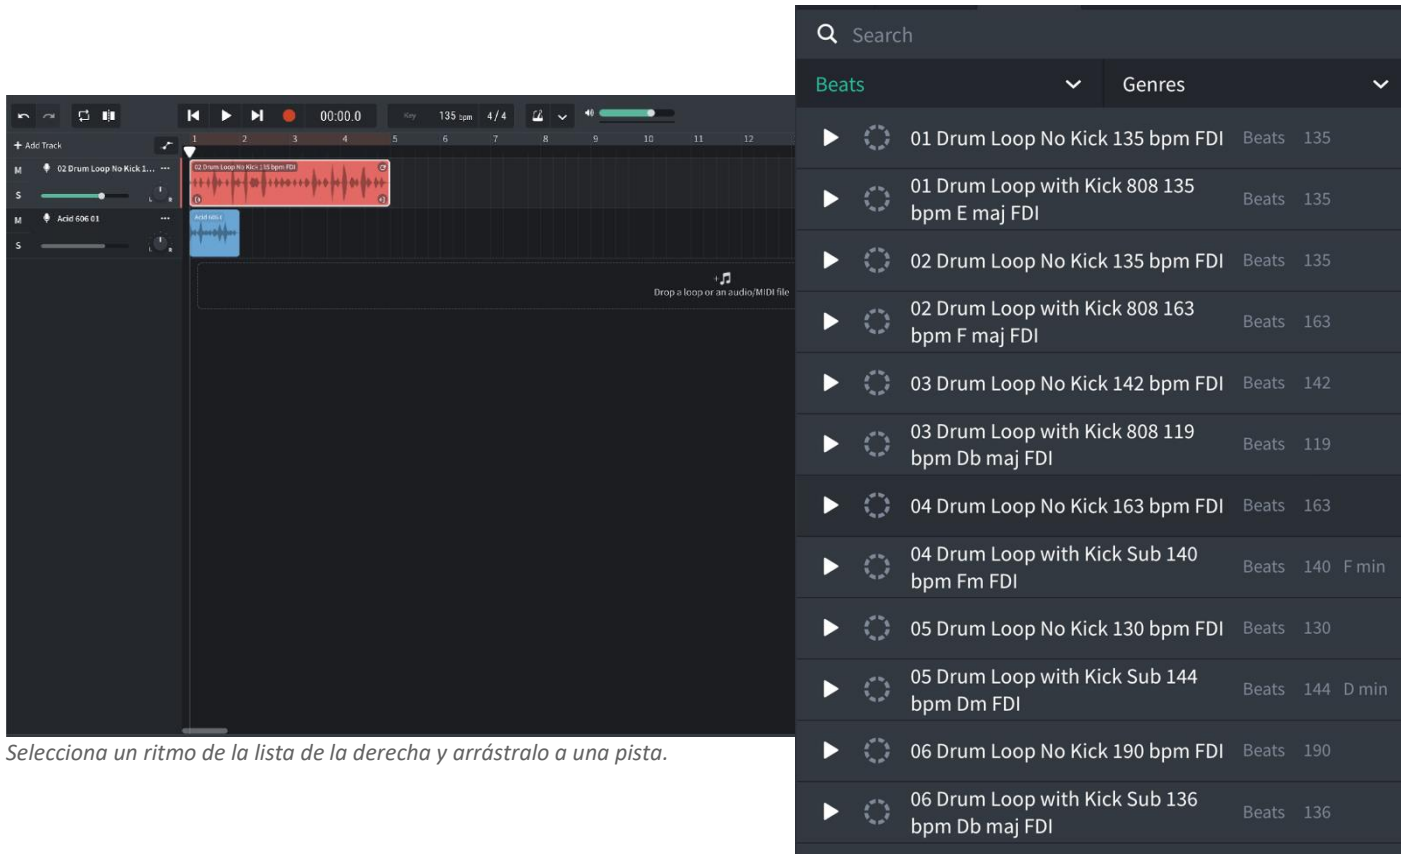 00:00.0 Key 135 bpm 4/4
+ Add Track 1 2 3 4 5 6 7 8 9 10 11 12
M 02 Drum Loop No Kick 1... ...
02 Drum Loop No Kick 135 bpm FDI
S L R
M Acid 606 01 ...
S L R
Drop a loop or an audio/MIDI file
Selecciona un ritmo de la lista de la derecha y arrástralo a una pista.
Search
Beats Genres
01 Drum Loop No Kick 135 bpm FDI Beats 135
01 Drum Loop with Kick 808 135
bpm E maj FDI Beats 135
02 Drum Loop No Kick 135 bpm FDI Beats 135
02 Drum Loop with Kick 808 163
bpm F maj FDI Beats 163
03 Drum Loop No Kick 142 bpm FDI Beats 142
03 Drum Loop with Kick 808 119
bpm Db maj FDI Beats 119
04 Drum Loop No Kick 163 bpm FDI Beats 163
04 Drum Loop with Kick Sub 140
bpm Fm FDI Beats 140 F min
05 Drum Loop No Kick 130 bpm FDI Beats 130
05 Drum Loop with Kick Sub 144
bpm Dm FDI Beats 144 D min
06 Drum Loop No Kick 190 bpm FDI Beats 190
06 Drum Loop with Kick Sub 136
bpm Db maj FDI Beats 136